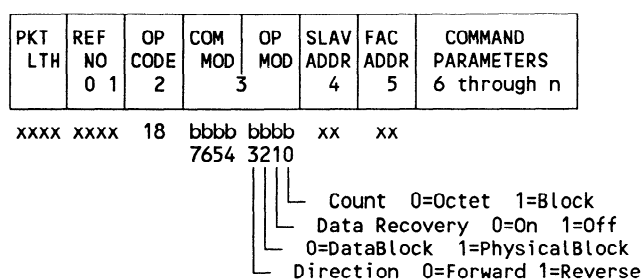 PKT REF OP COM OP SLAV FAC COMMAND
LTH NO CODE MOD MOD ADDR ADDR PARAMETERS
0 1 2 3 4 5 6 through n
xxxx xxxx 18 bbbb bbbb xx xx
7654 3210
Count 0=Octet 1=Block
Data Recovery 0=On 1=Off
0=DataBlock 1=PhysicalBlock
Direction 0=Forward 1=Reverse